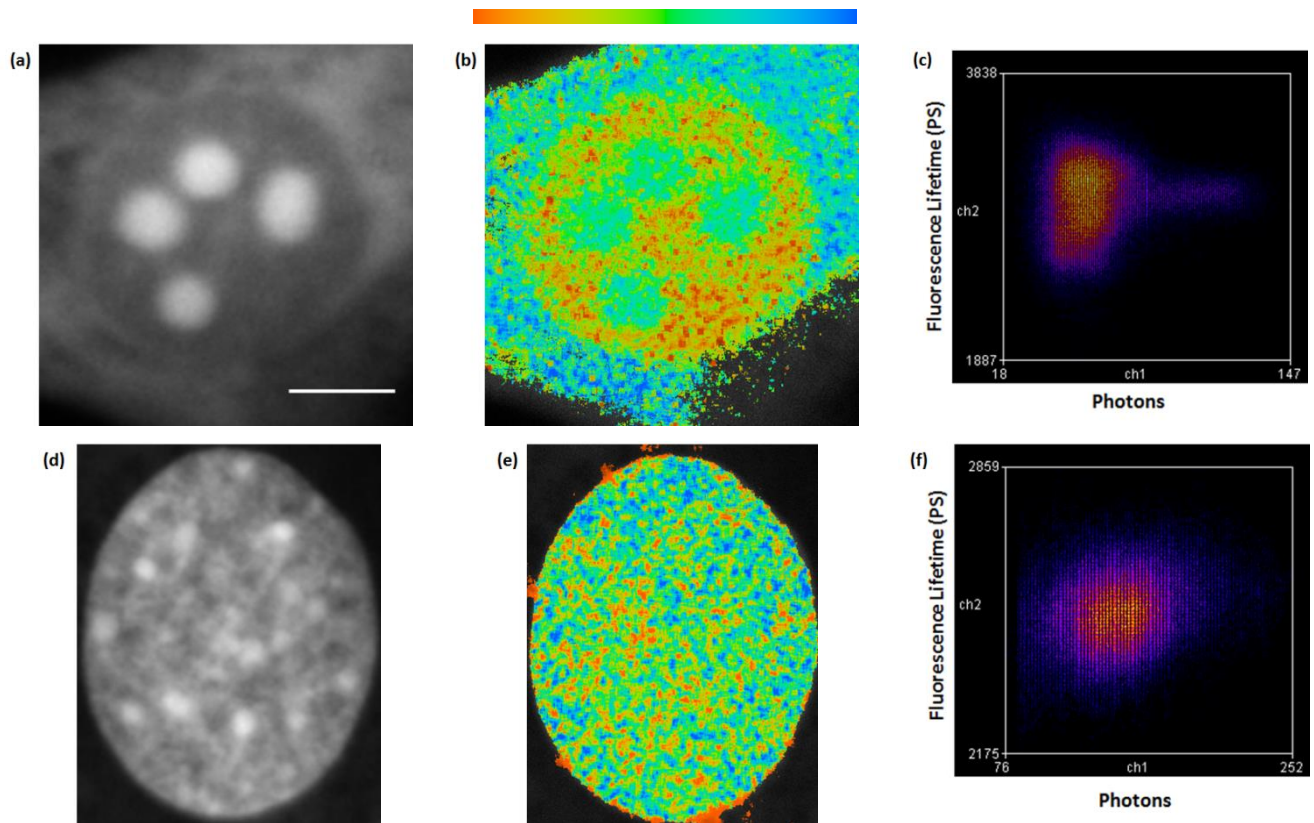 (a)
(b)
(c)
3838
Fluorescence Lifetime (PS)
ch2
1887
18
ch1
147
Photons
(d)
(e)
(f)
2859
Fluorescence Lifetime (PS)
ch2
2175
76
ch1
252
Photons